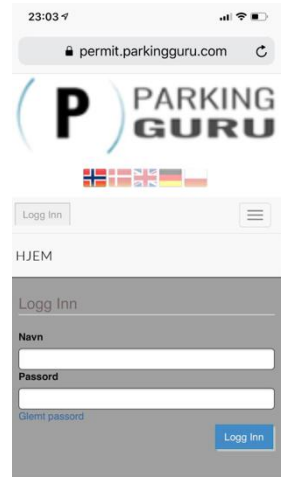 23:03
permit.parkingguru.com
(P) PARKING
GURU
Logg Inn
HJEM
Logg Inn
Navn
Passord
Glemt passord
Logg Inn